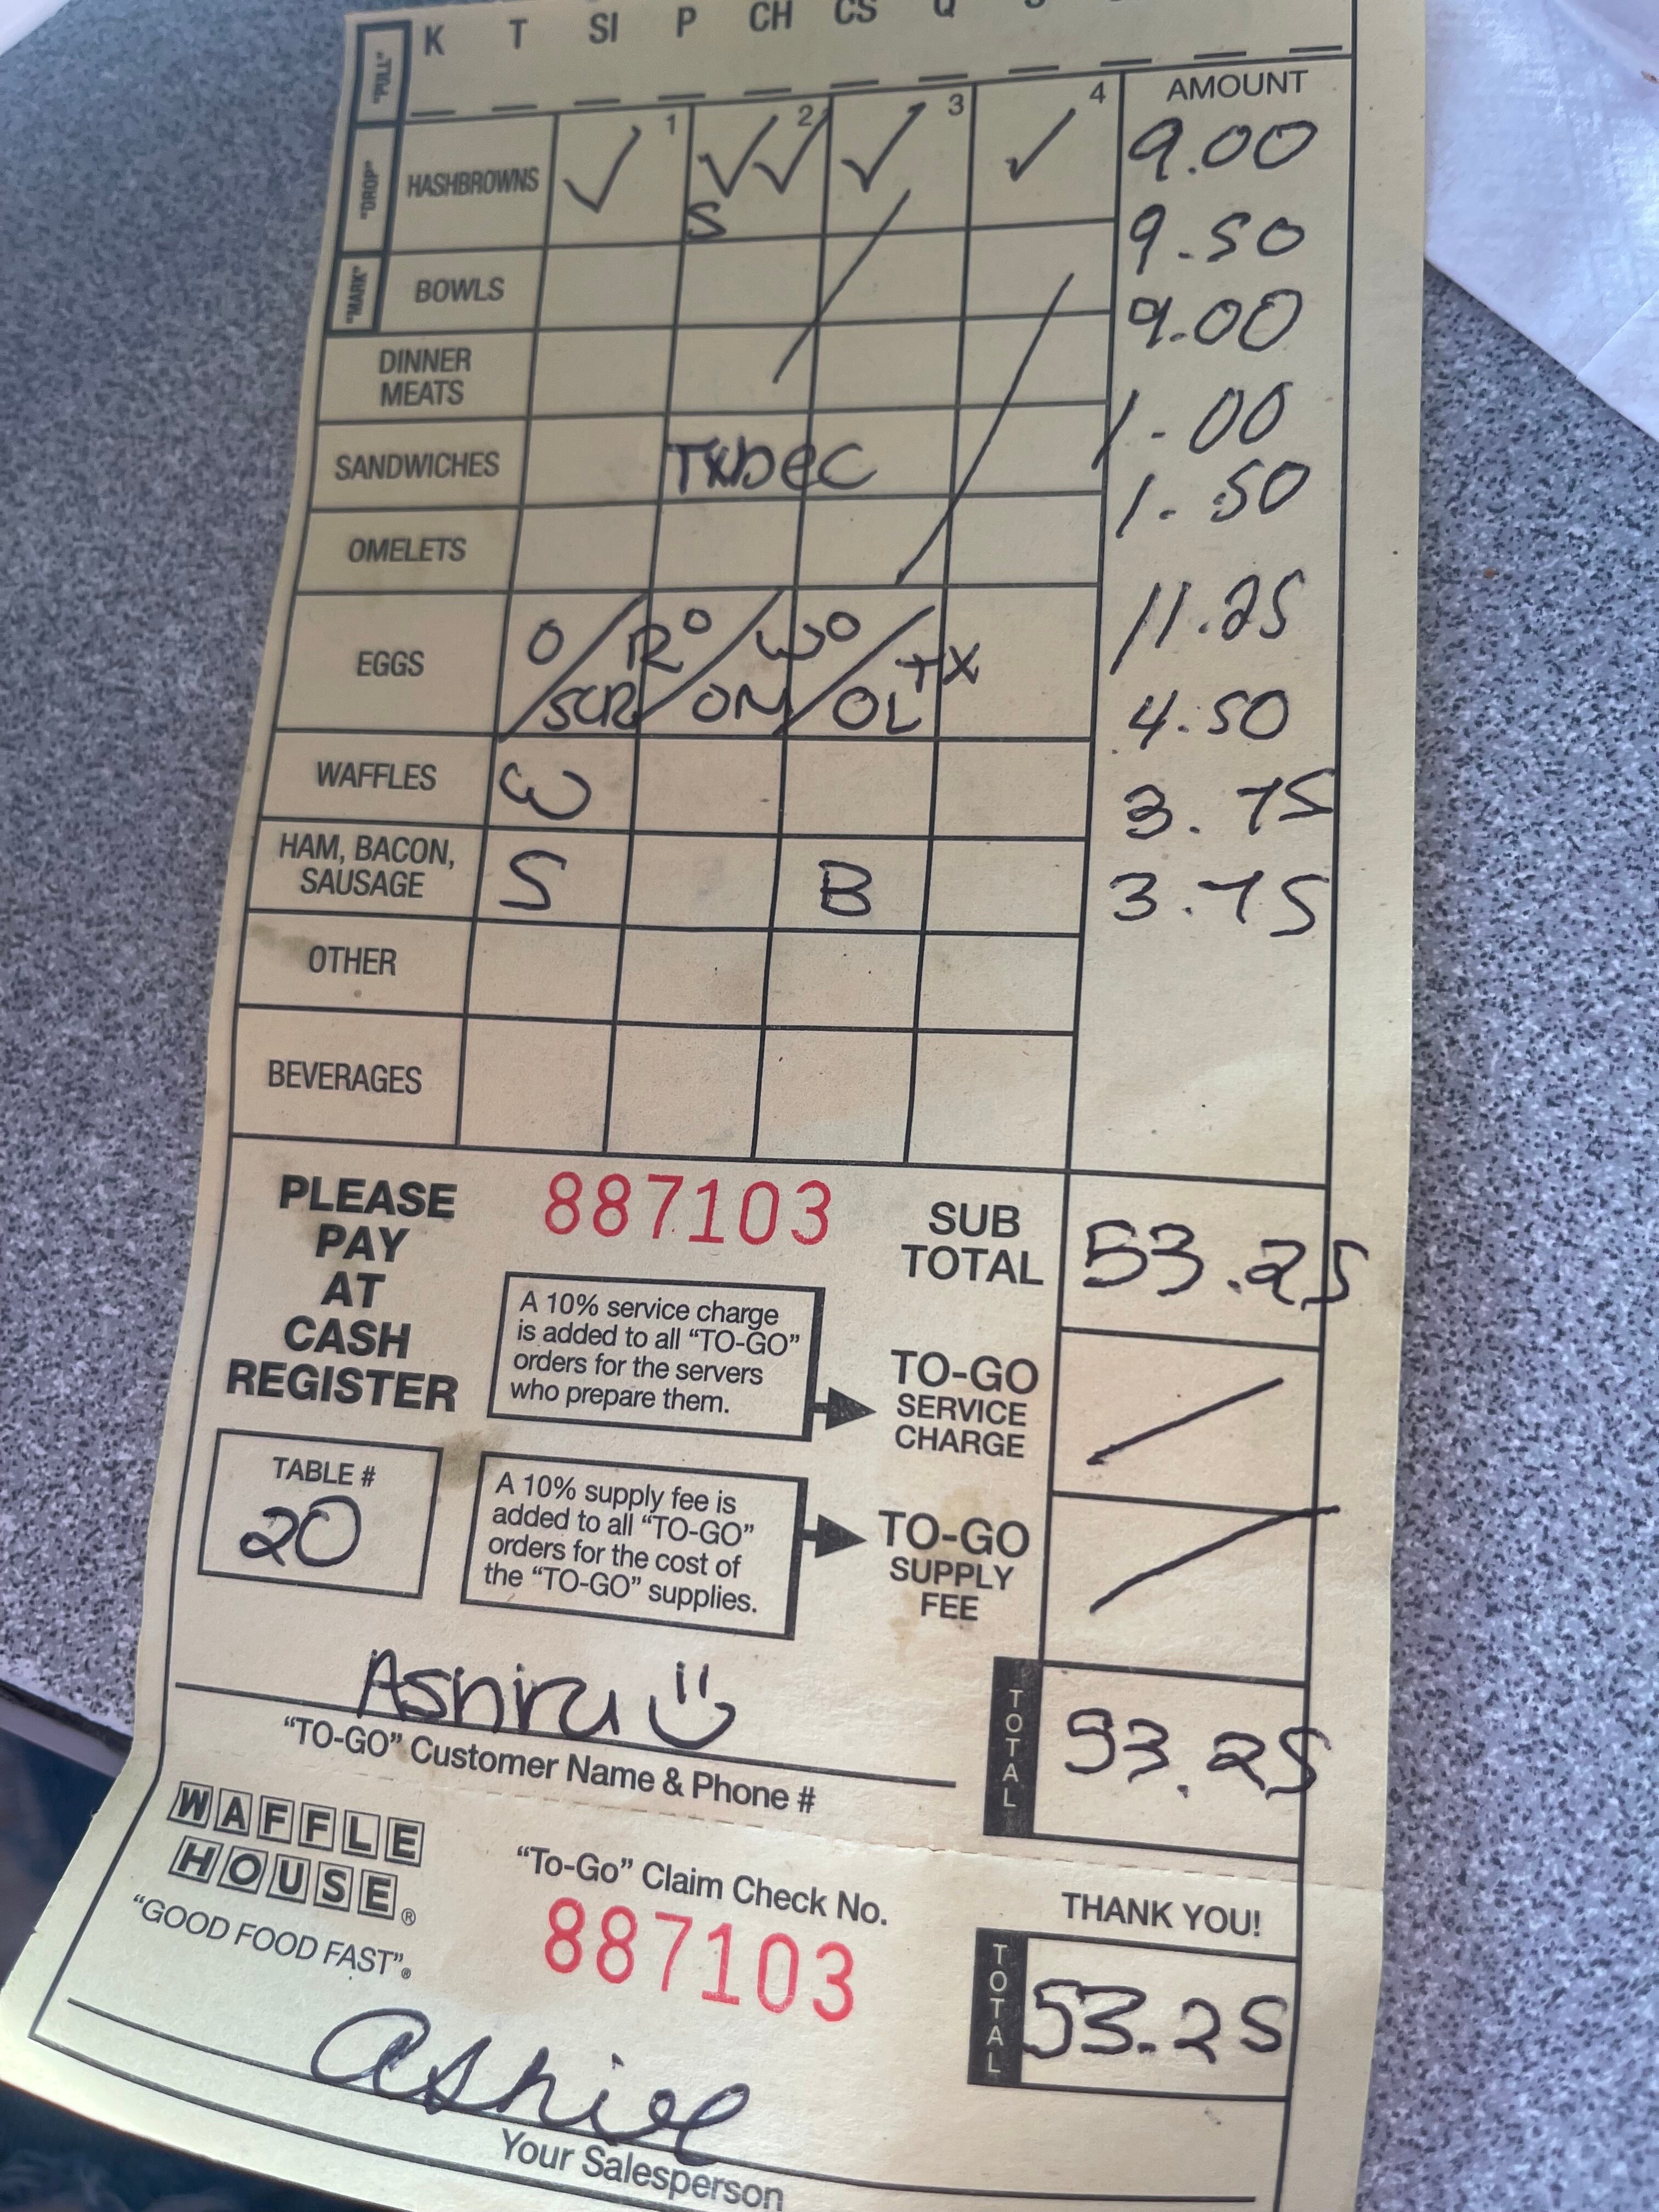 "PULL" K T SI P CH CS Q
1 2 3 4 AMOUNT
"DROP" HASHBROWNS ✓ ✓✓ ✓ ✓ 9.00
S 9.50
"MARK" BOWLS 9.00
DINNER MEATS 1.00
SANDWICHES TXbec 1.50
OMELETS
EGGS O/SCR R O/OM WO/OL TX 11.25
4.50
WAFFLES W 3.75
HAM, BACON, SAUSAGE S B 3.75
OTHER
BEVERAGES
PLEASE
PAY
AT
CASH
REGISTER
887103
SUB
TOTAL
53.25
A 10% service charge
is added to all "TO-GO"
orders for the servers
who prepare them.
TO-GO
SERVICE
CHARGE
TABLE #
20
A 10% supply fee is
added to all "TO-GO"
orders for the cost of
the "TO-GO" supplies.
TO-GO
SUPPLY
FEE
"TO-GO" Customer Name & Phone #
TOTAL 53.25
WAFFLE
HOUSE®
"GOOD FOOD FAST"®
"To-Go" Claim Check No.
887103
THANK YOU!
TOTAL 53.25
Your Salesperson